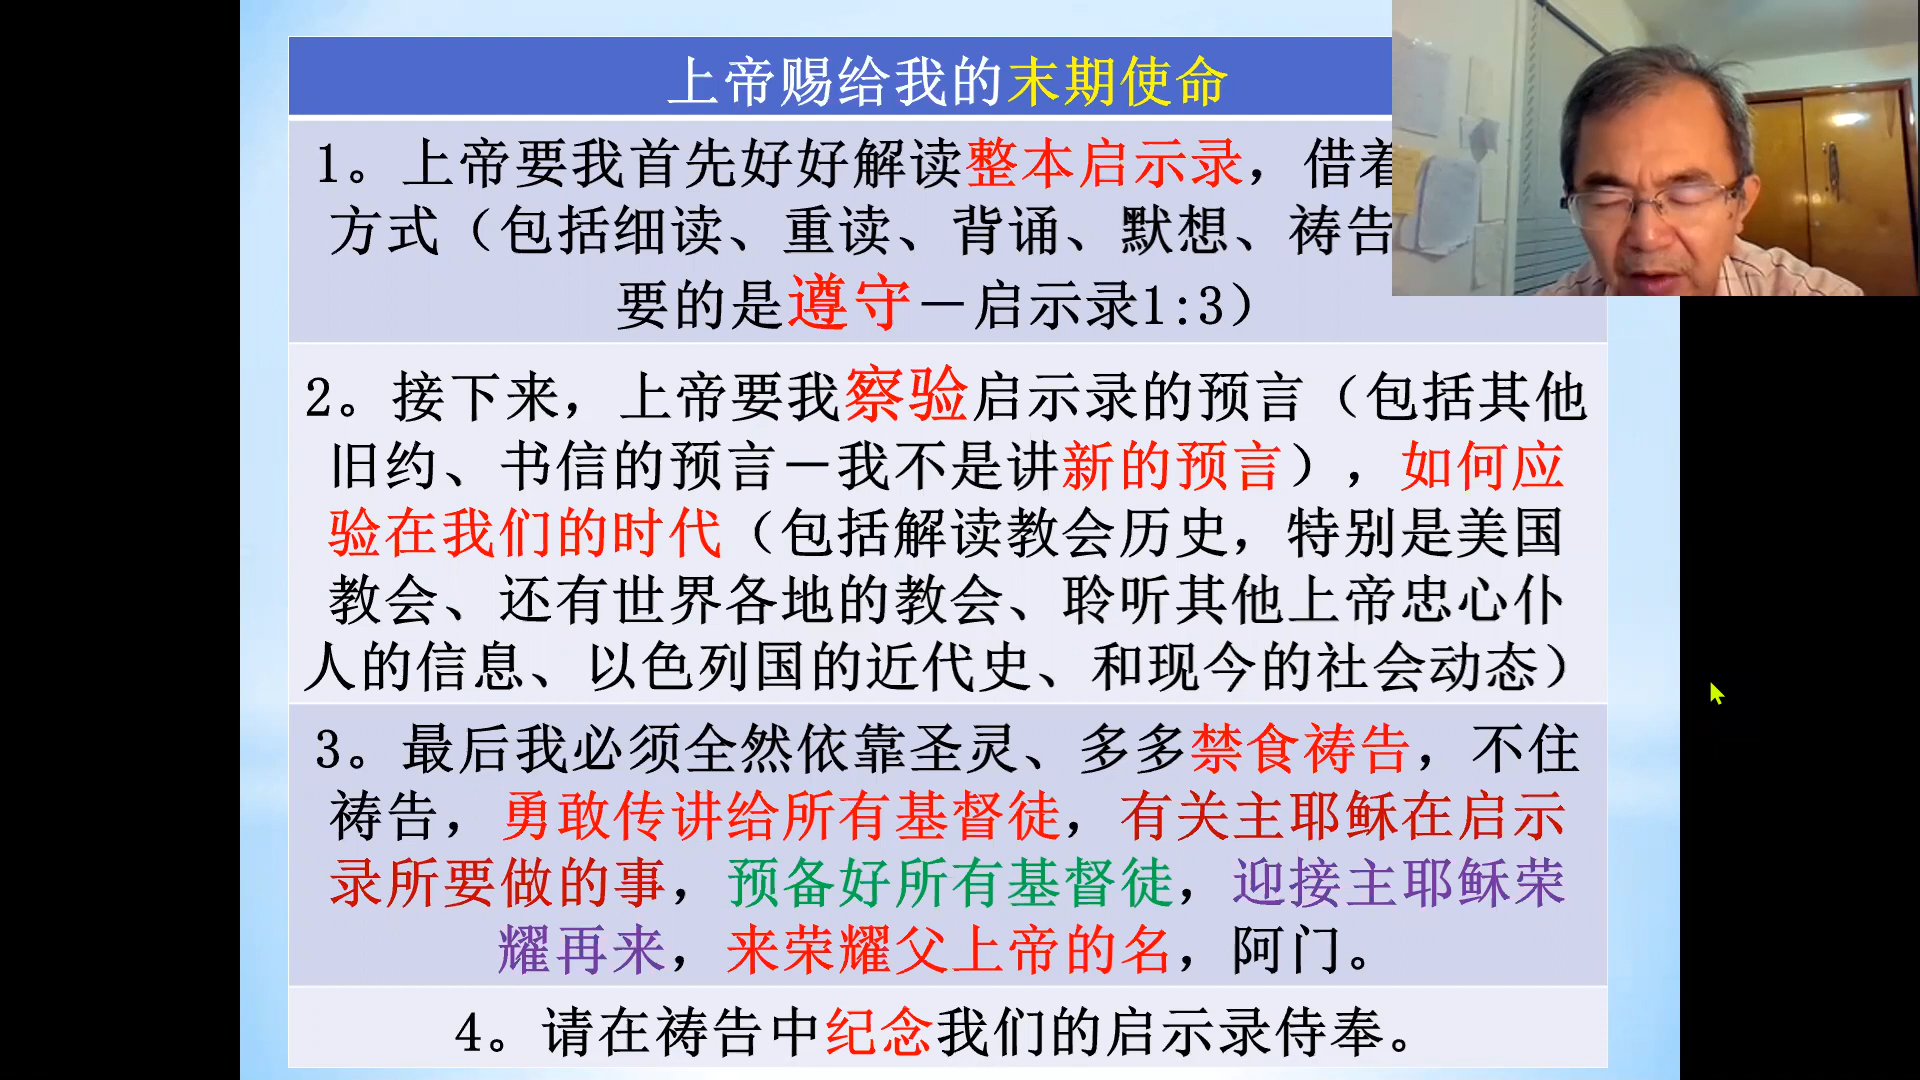 上帝赐给我的末期使命
1。上帝要我首先好好解读整本启示录，借着
方式（包括细读、重读、背诵、默想、祷告
要的是遵守－启示录1:3）
2。接下来，上帝要我察验启示录的预言（包括其他
旧约、书信的预言－我不是讲新的预言），如何应
验在我们的时代（包括解读教会历史，特别是美国
教会、还有世界各地的教会、聆听其他上帝忠心仆
人的信息、以色列国的近代史、和现今的社会动态）
3。最后我必须全然依靠圣灵、多多禁食祷告，不住
祷告，勇敢传讲给所有基督徒，有关主耶稣在启示
录所要做的事，预备好所有基督徒，迎接主耶稣荣
耀再来，来荣耀父上帝的名，阿门。
4。请在祷告中纪念我们的启示录侍奉。